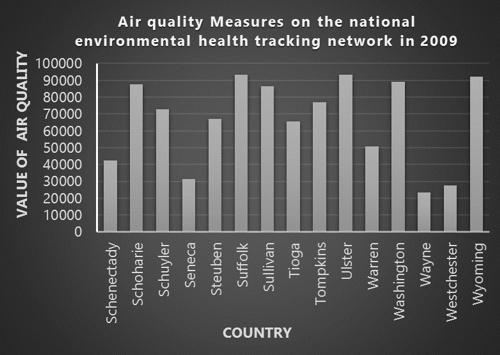 Air quality Measures on the national
environmental health tracking network in 2009
VALUE OF AIR QUALITY
100000
90000
80000
70000
60000
50000
40000
30000
20000
10000
0
Schenectady
Schoharie
Schuyler
Seneca
Steuben
Suffolk
Sullivan
Tioga
Tompkins
Ulster
Warren
Washington
Wayne
Westchester
Wyoming
COUNTRY